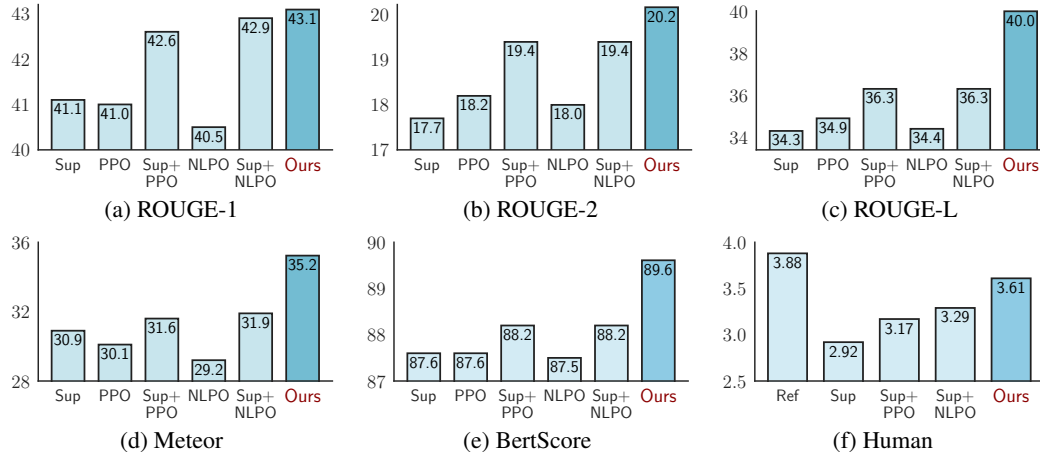 43
42
41
40
41.1
41.0
42.6
40.5
42.9
43.1
Sup
PPO
Sup+
PPO
NLPO
Sup+
NLPO
Ours
(a) ROUGE-1
20
19
18
17
17.7
18.2
19.4
18.0
19.4
20.2
Sup
PPO
Sup+
PPO
NLPO
Sup+
NLPO
Ours
(b) ROUGE-2
40
38
36
34
34.3
34.9
36.3
34.4
36.3
40.0
Sup
PPO
Sup+
PPO
NLPO
Sup+
NLPO
Ours
(c) ROUGE-L
36
34
31
28
30.9
30.1
31.6
29.2
31.9
35.2
Sup
PPO
Sup+
PPO
NLPO
Sup+
NLPO
Ours
(d) Meteor
90
89
88
87
87.6
87.6
88.2
87.5
88.2
89.6
Sup
PPO
Sup+
PPO
NLPO
Sup+
NLPO
Ours
(e) BertScore
4.0
3.5
3.0
2.5
3.88
2.92
3.17
3.29
3.61
Ref
Sup
Sup+
PPO
Sup+
NLPO
Ours
(f) Human